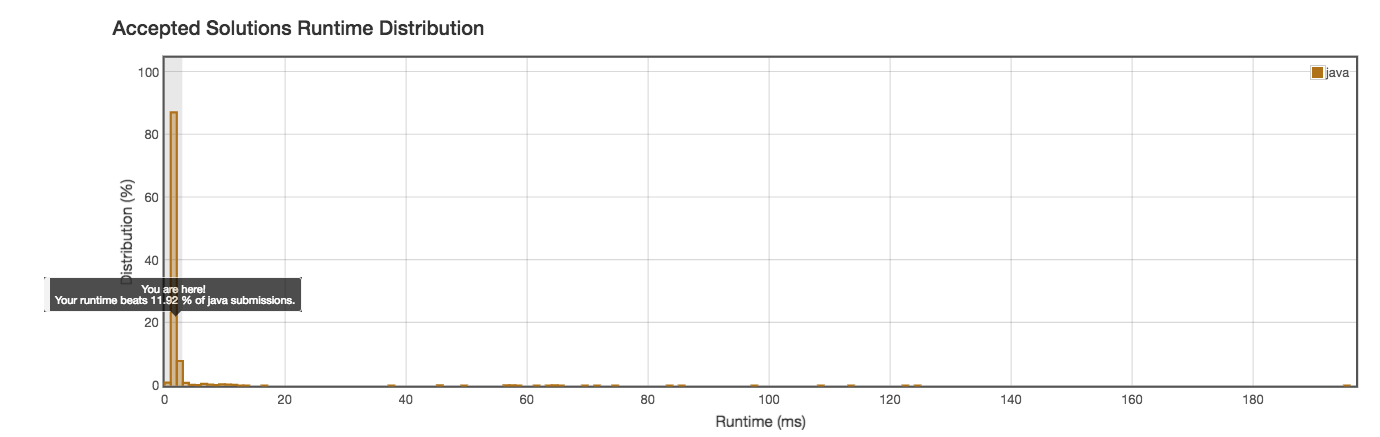 Accepted Solutions Runtime Distribution
java
100
80
60
40
20
0
Distribution (%)
You are here!
Your runtime beats 11.92 % of java submissions.
0 20 40 60 80 100 120 140 160 180
Runtime (ms)